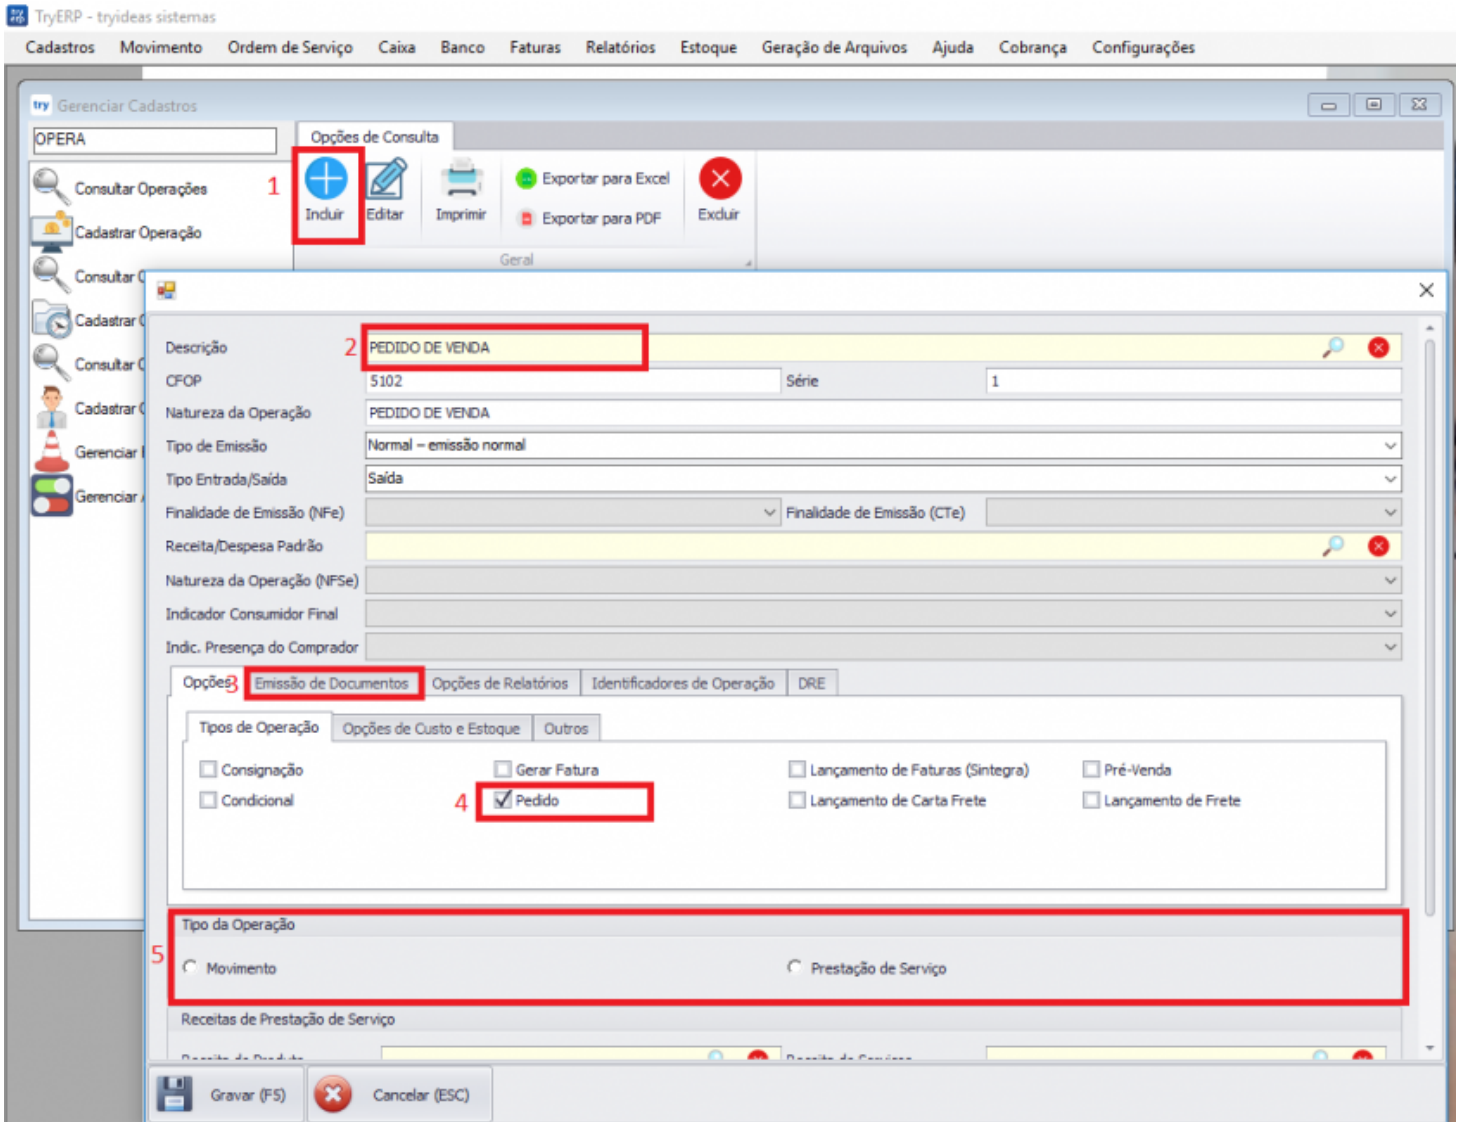 TryERP - tryideas sistemas
Cadastros Movimento Ordem de Serviço Caixa Banco Faturas Relatórios Estoque Geração de Arquivos Ajuda Cobrança Configurações
try Gerenciar Cadastros
OPERA
Opções de Consulta
Consultar Operações
Cadastrar Operação
Consultar
Cadastrar
Consultar
Cadastrar
Gerenciar
Gerenciar
1
Incluir Editar Imprimir
Exportar para Excel
Exportar para PDF
Excluir
Geral
Descrição 2 PEDIDO DE VENDA
CFOP 5102 Série 1
Natureza da Operação PEDIDO DE VENDA
Tipo de Emissão Normal – emissão normal
Tipo Entrada/Saída Saída
Finalidade de Emissão (NFe) Finalidade de Emissão (CTe)
Receita/Despesa Padrão
Natureza da Operação (NFSe)
Indicador Consumidor Final
Indic. Presença do Comprador
Opções 3 Emissão de Documentos Opções de Relatórios Identificadores de Operação DRE
Tipos de Operação Opções de Custo e Estoque Outros
Consignação Gerar Fatura Lançamento de Faturas (Sintegra) Pré-Venda
Condicional 4 Pedido Lançamento de Carta Frete Lançamento de Frete
Tipo da Operação
5 Movimento Prestação de Serviço
Receitas de Prestação de Serviço
Gravar (F5) Cancelar (ESC)